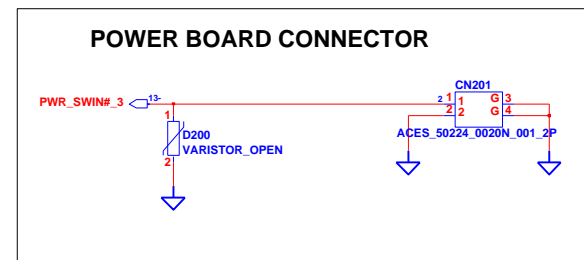 POWER BOARD CONNECTOR
CN201
PWR_SWIN#_3 13- 2 1 1 G 3
2 2 G 4
1
D200 ACES_50224_0020N_001_2P
VARISTOR_OPEN
2